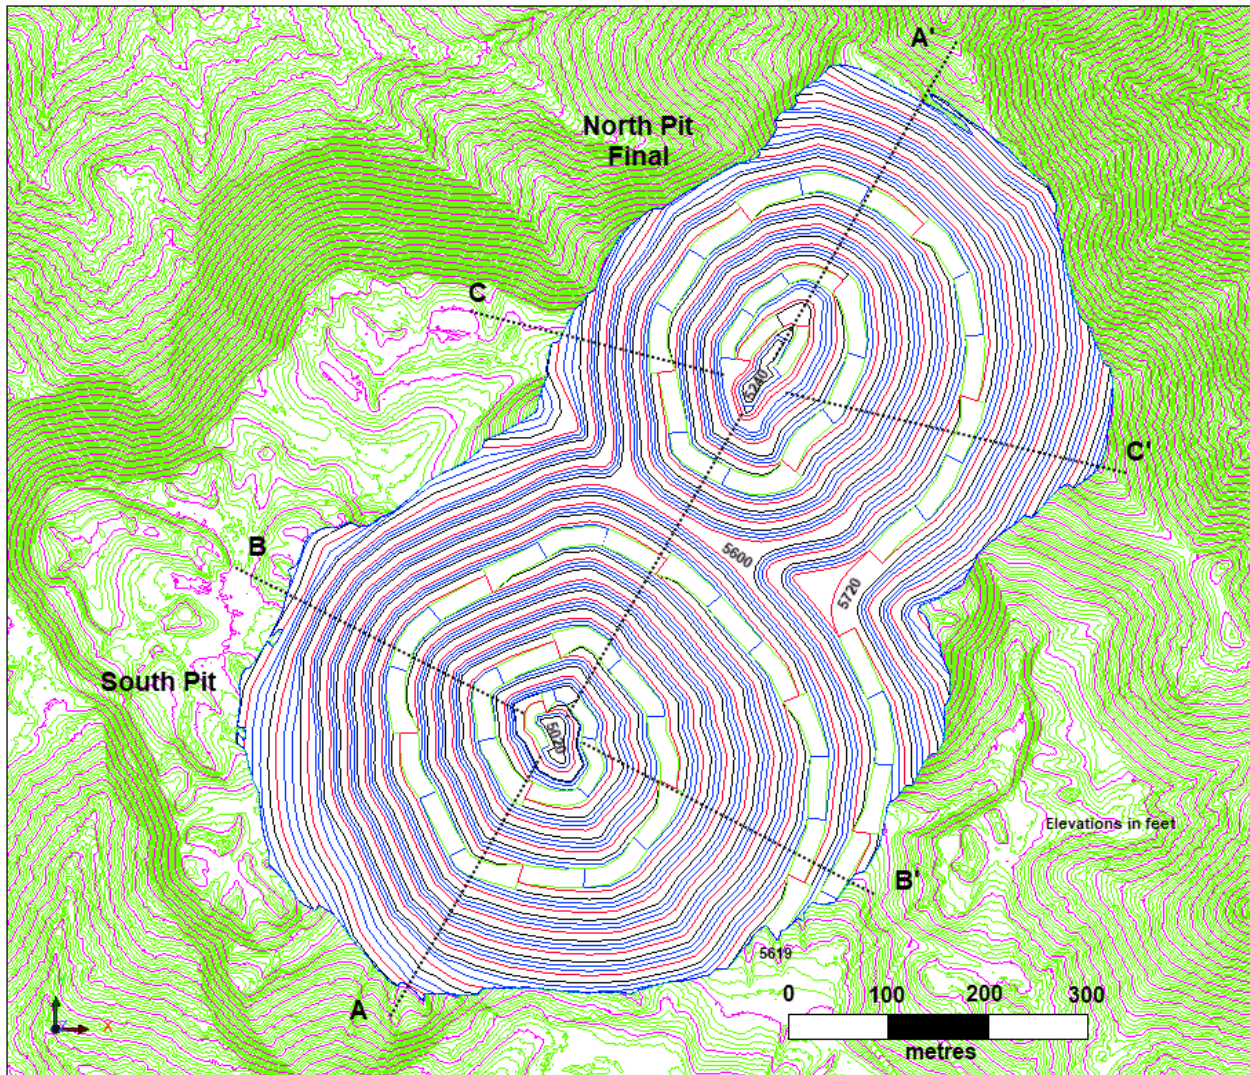 A'
North Pit
Final
C
5240
C'
B
5600
5720
South Pit
5020
Elevations in feet
B'
5619
A
0 100 200 300
metres
X